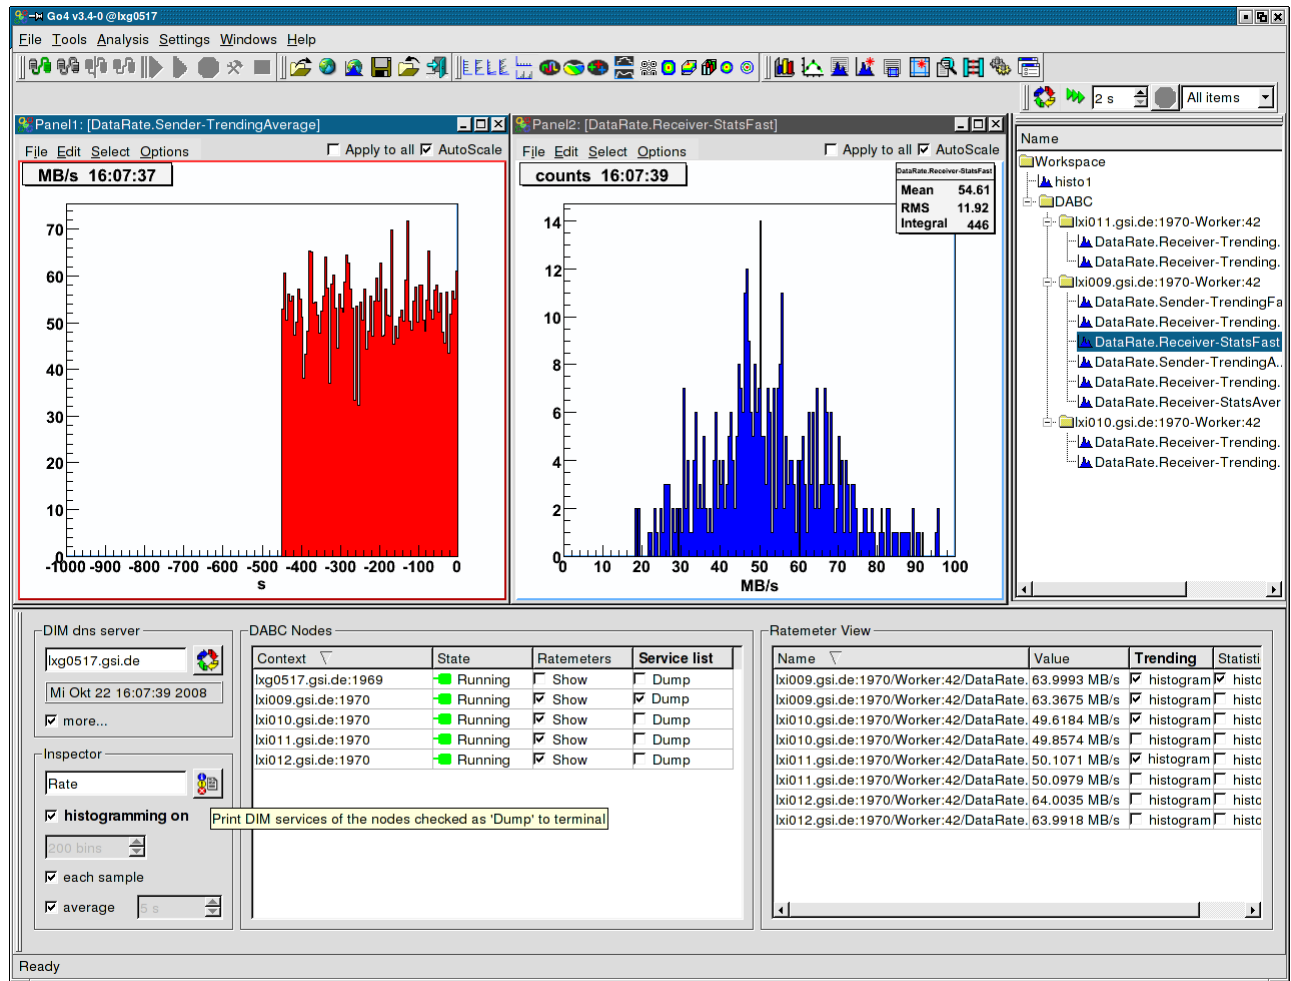 Go4 v3.4-0 @lxg0517
File Tools Analysis Settings Windows Help
2 s All items
Panel1: [DataRate.Sender-TrendingAverage]
File Edit Select Options Apply to all AutoScale
MB/s 16:07:37
70
60
50
40
30
20
10
0
-1000 -900 -800 -700 -600 -500 -400 -300 -200 -100 0
s
Panel2: [DataRate.Receiver-StatsFast]
File Edit Select Options Apply to all AutoScale
counts 16:07:39
DataRate.Receiver-StatsFast
Mean 54.61
RMS 11.92
Integral 446
14
12
10
8
6
4
2
0
0 10 20 30 40 50 60 70 80 90 100
MB/s
Name
Workspace
histo1
DABC
lxi011.gsi.de:1970-Worker:42
DataRate.Receiver-Trending.
DataRate.Receiver-Trending.
lxi009.gsi.de:1970-Worker:42
DataRate.Sender-TrendingFa
DataRate.Receiver-Trending.
DataRate.Receiver-StatsFast
DataRate.Sender-TrendingA..
DataRate.Receiver-Trending.
DataRate.Receiver-StatsAver
lxi010.gsi.de:1970-Worker:42
DataRate.Receiver-Trending.
DataRate.Receiver-Trending.
DIM dns server
lxg0517.gsi.de
Mi Okt 22 16:07:39 2008
more...
Inspector
Rate
histogramming on
200 bins
each sample
average 5 s
Print DIM services of the nodes checked as 'Dump' to terminal
DABC Nodes
Context State Ratemeters Service list
lxg0517.gsi.de:1969 Running Show Dump
lxi009.gsi.de:1970 Running Show Dump
lxi010.gsi.de:1970 Running Show Dump
lxi011.gsi.de:1970 Running Show Dump
lxi012.gsi.de:1970 Running Show Dump
Ratemeter View
Name Value Trending Statisti
lxi009.gsi.de:1970/Worker:42/DataRate. 63.9993 MB/s histogram histo
lxi009.gsi.de:1970/Worker:42/DataRate. 63.3675 MB/s histogram histo
lxi010.gsi.de:1970/Worker:42/DataRate. 49.6184 MB/s histogram histo
lxi010.gsi.de:1970/Worker:42/DataRate. 49.8574 MB/s histogram histo
lxi011.gsi.de:1970/Worker:42/DataRate. 50.1071 MB/s histogram histo
lxi011.gsi.de:1970/Worker:42/DataRate. 50.0979 MB/s histogram histo
lxi012.gsi.de:1970/Worker:42/DataRate. 64.0035 MB/s histogram histo
lxi012.gsi.de:1970/Worker:42/DataRate. 63.9918 MB/s histogram histo
Ready